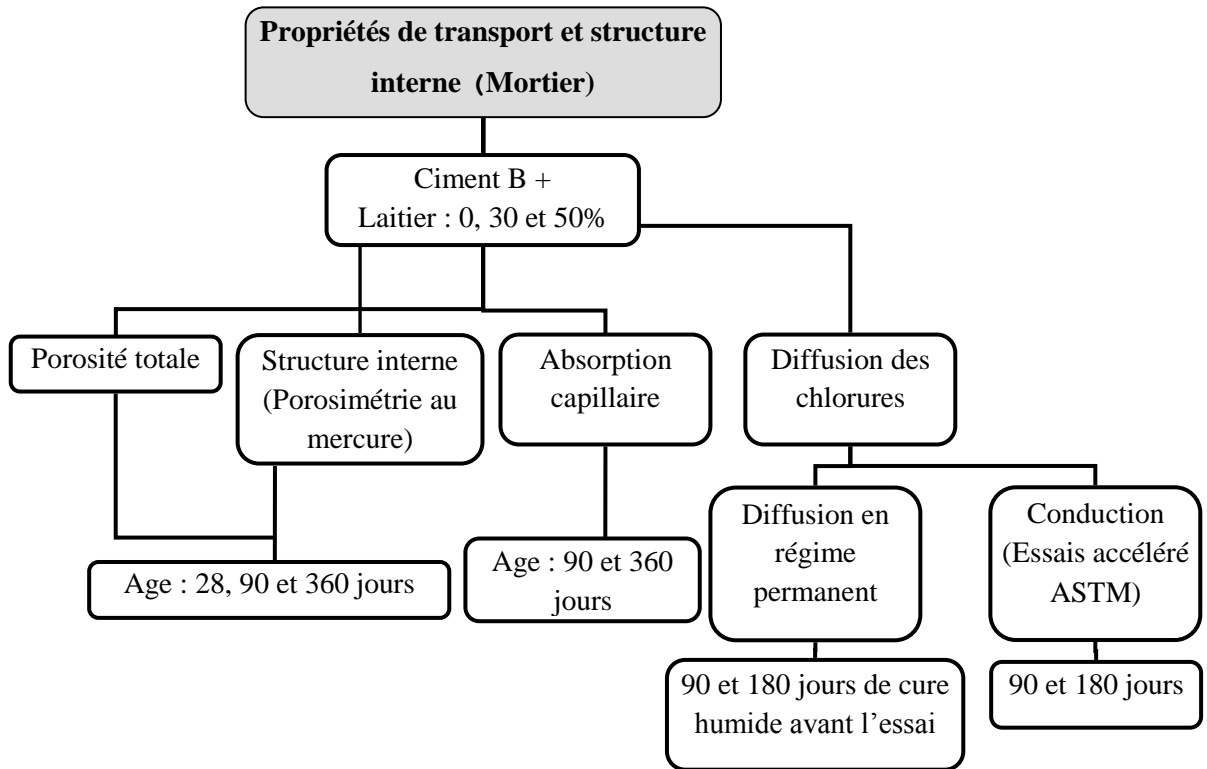 Propriétés de transport et structure
interne (Mortier)
Ciment B +
Laitier : 0, 30 et 50%
Porosité totale
Structure interne
(Porosimétrie au
mercure)
Absorption
capillaire
Diffusion des
chlorures
Age : 28, 90 et 360 jours
Age : 90 et 360
jours
Diffusion en
régime
permanent
Conduction
(Essais accéléré
ASTM)
90 et 180 jours de cure
humide avant l’essai
90 et 180 jours